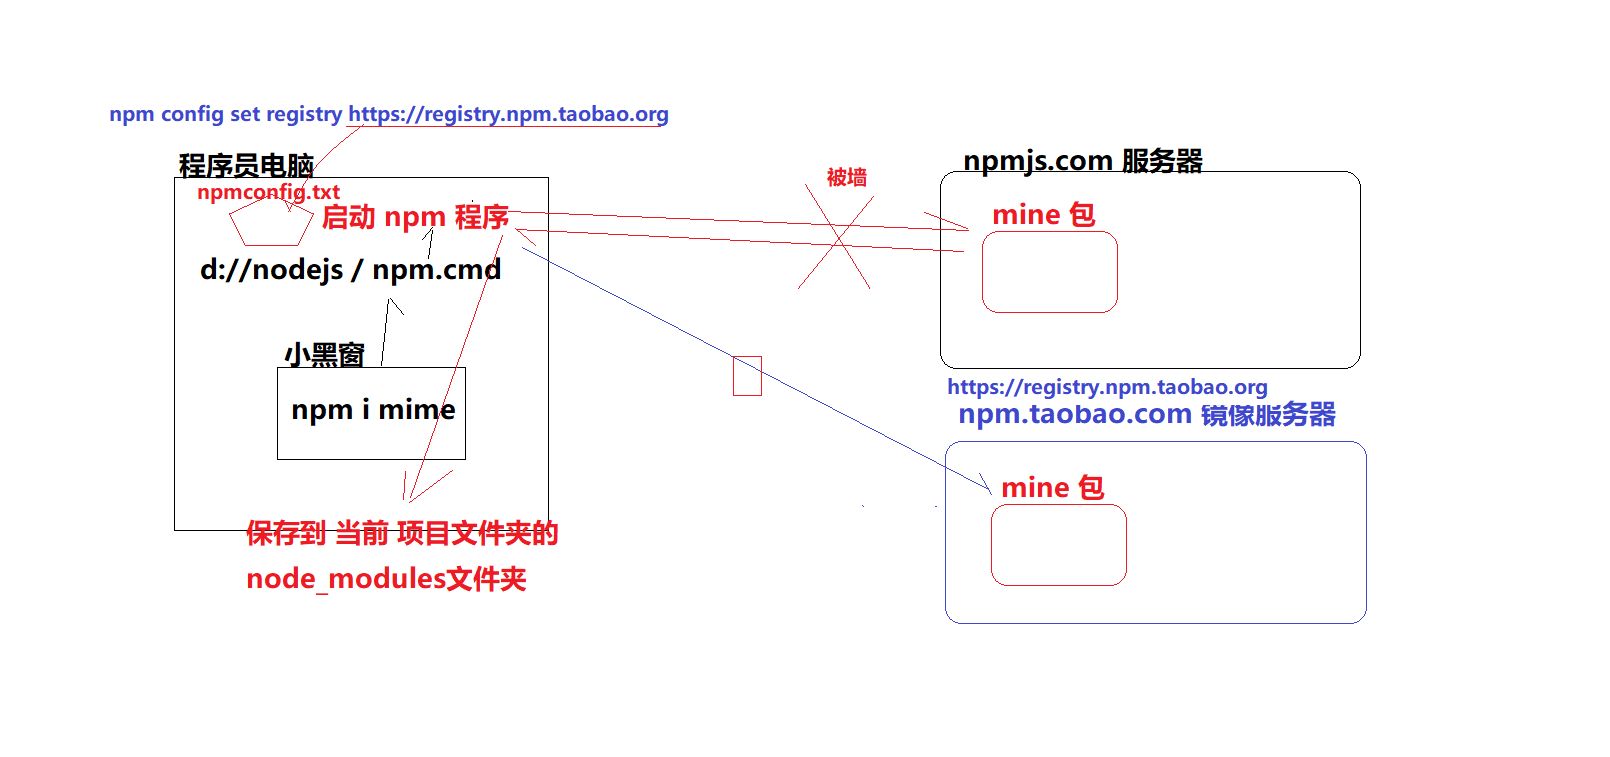 npm config set registry https://registry.npm.taobao.org
程序员电脑
npmconfig.txt
启动 npm 程序
d://nodejs / npm.cmd
小黑窗
npm i mime
保存到 当前 项目文件夹的
node_modules文件夹
被墙
npmjs.com 服务器
mine 包
https://registry.npm.taobao.org
npm.taobao.com 镜像服务器
mine 包